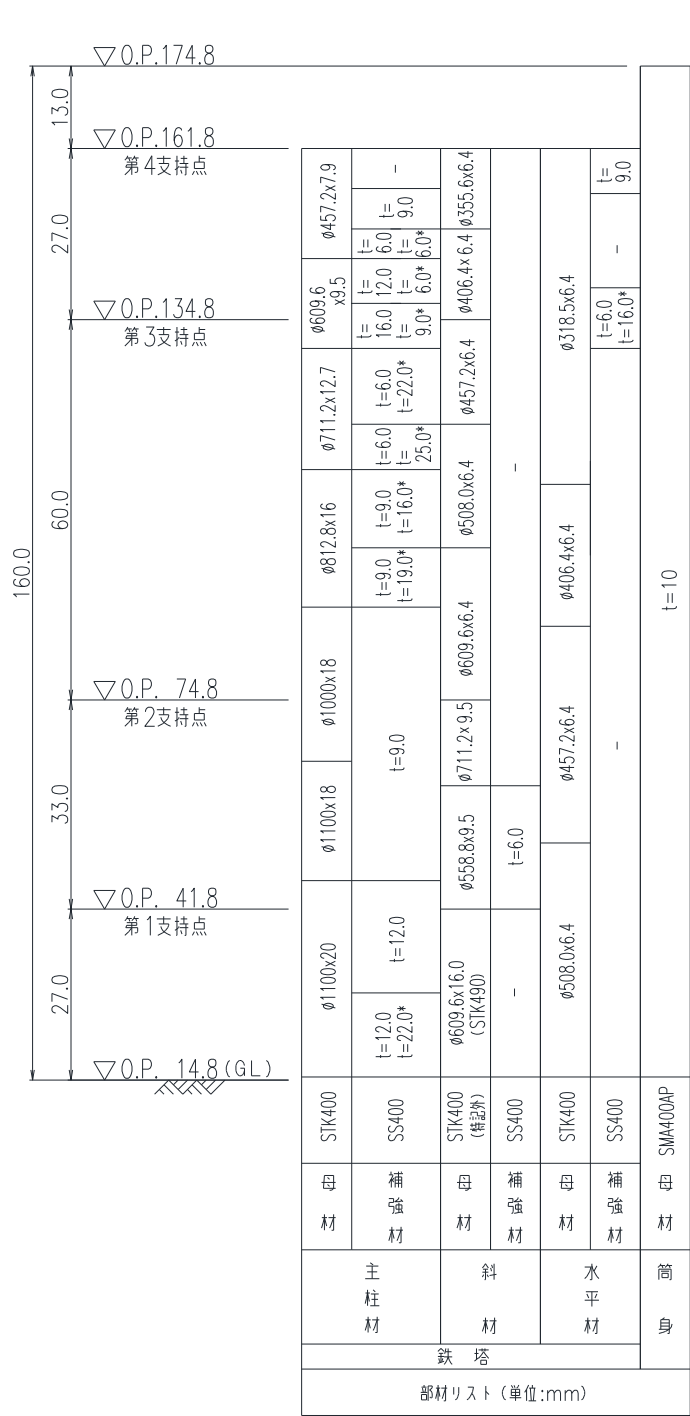 ▽O.P.174.8
13.0
▽O.P.161.8
第4支持点
27.0
▽O.P.134.8
第3支持点
60.0
160.0
▽O.P. 74.8
第2支持点
33.0
▽O.P. 41.8
第1支持点
27.0
▽O.P. 14.8(GL)
φ457.2x7.9
φ609.6
x9.5
φ711.2x12.7
φ812.8x16
φ1000x18
φ1100x18
φ1100x20
STK400
母材
-
t=
9.0
t=
6.0
t=
6.0*
t=
12.0
t=
6.0*
t=
16.0
t=
9.0*
t=6.0
t=22.0*
t=6.0
t=
25.0*
t=9.0
t=16.0*
t=9.0
t=19.0*
t=9.0
t=12.0
t=12.0
t=22.0*
SS400
補強材
主柱材
φ355.6x6.4
φ406.4x6.4
φ457.2x6.4
φ508.0x6.4
φ609.6x6.4
φ711.2x9.5
φ558.8x9.5
φ609.6x16.0
(STK490)
STK400
(特記外)
母材
-
t=6.0
-
SS400
補強材
斜材
φ318.5x6.4
φ406.4x6.4
φ457.2x6.4
φ508.0x6.4
STK400
母材
t=
9.0
-
t=6.0
t=16.0*
-
SS400
補強材
水平材
鉄塔
t=10
SMA400AP
母材
筒身
部材リスト(単位:mm)